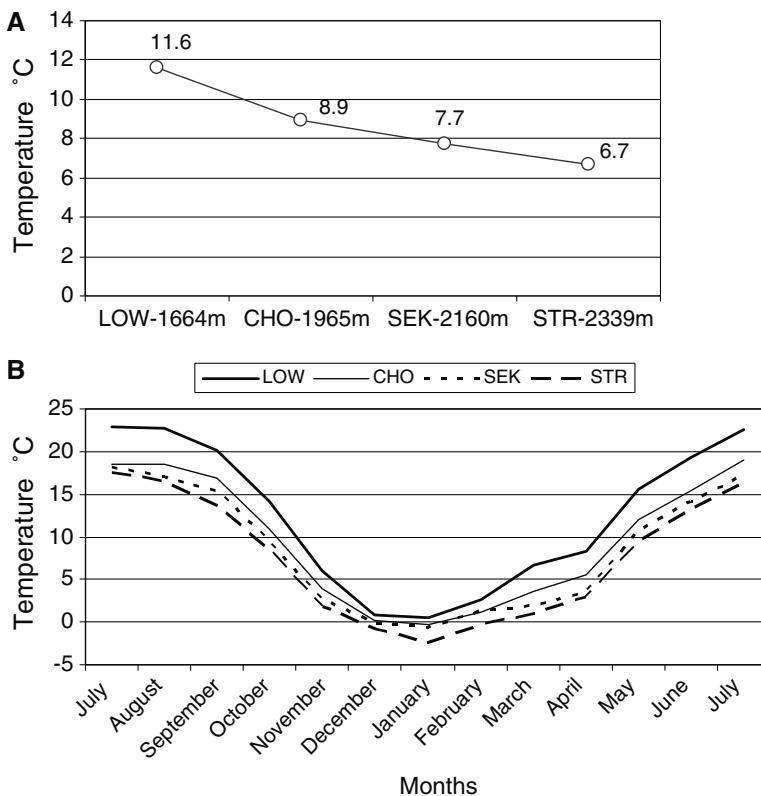 A
Temperature °C
14
12
10
8
6
4
2
0
11.6
8.9
7.7
6.7
LOW-1664m CHO-1965m SEK-2160m STR-2339m
B
LOW CHO SEK STR
Temperature °C
25
20
15
10
5
0
-5
July August September October November December January February March April May June July
Months